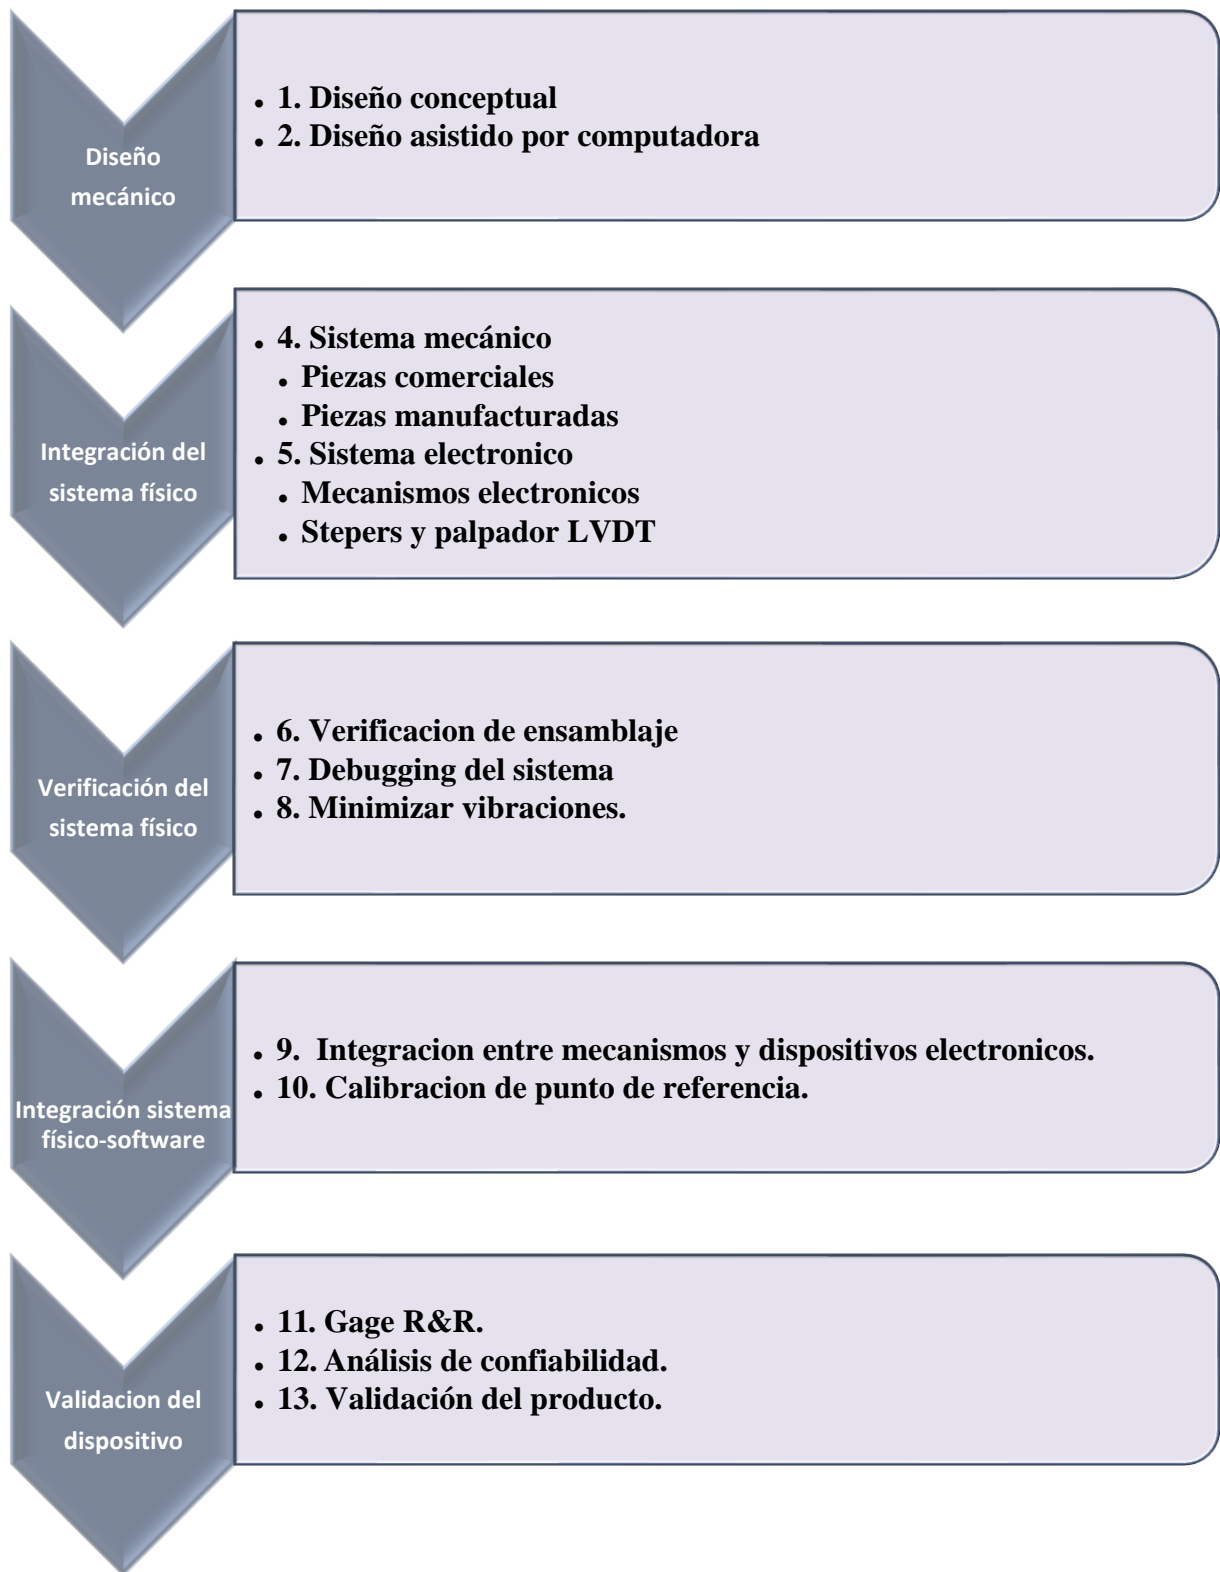 Diseño
mecánico
• 1. Diseño conceptual
• 2. Diseño asistido por computadora
Integración del
sistema físico
• 4. Sistema mecánico
• Piezas comerciales
• Piezas manufacturadas
• 5. Sistema electronico
• Mecanismos electronicos
• Stepers y palpador LVDT
Verificación del
sistema físico
• 6. Verificacion de ensamblaje
• 7. Debugging del sistema
• 8. Minimizar vibraciones.
Integración sistema
físico-software
• 9. Integracion entre mecanismos y dispositivos electronicos.
• 10. Calibracion de punto de referencia.
Validacion del
dispositivo
• 11. Gage R&R.
• 12. Análisis de confiabilidad.
• 13. Validación del producto.